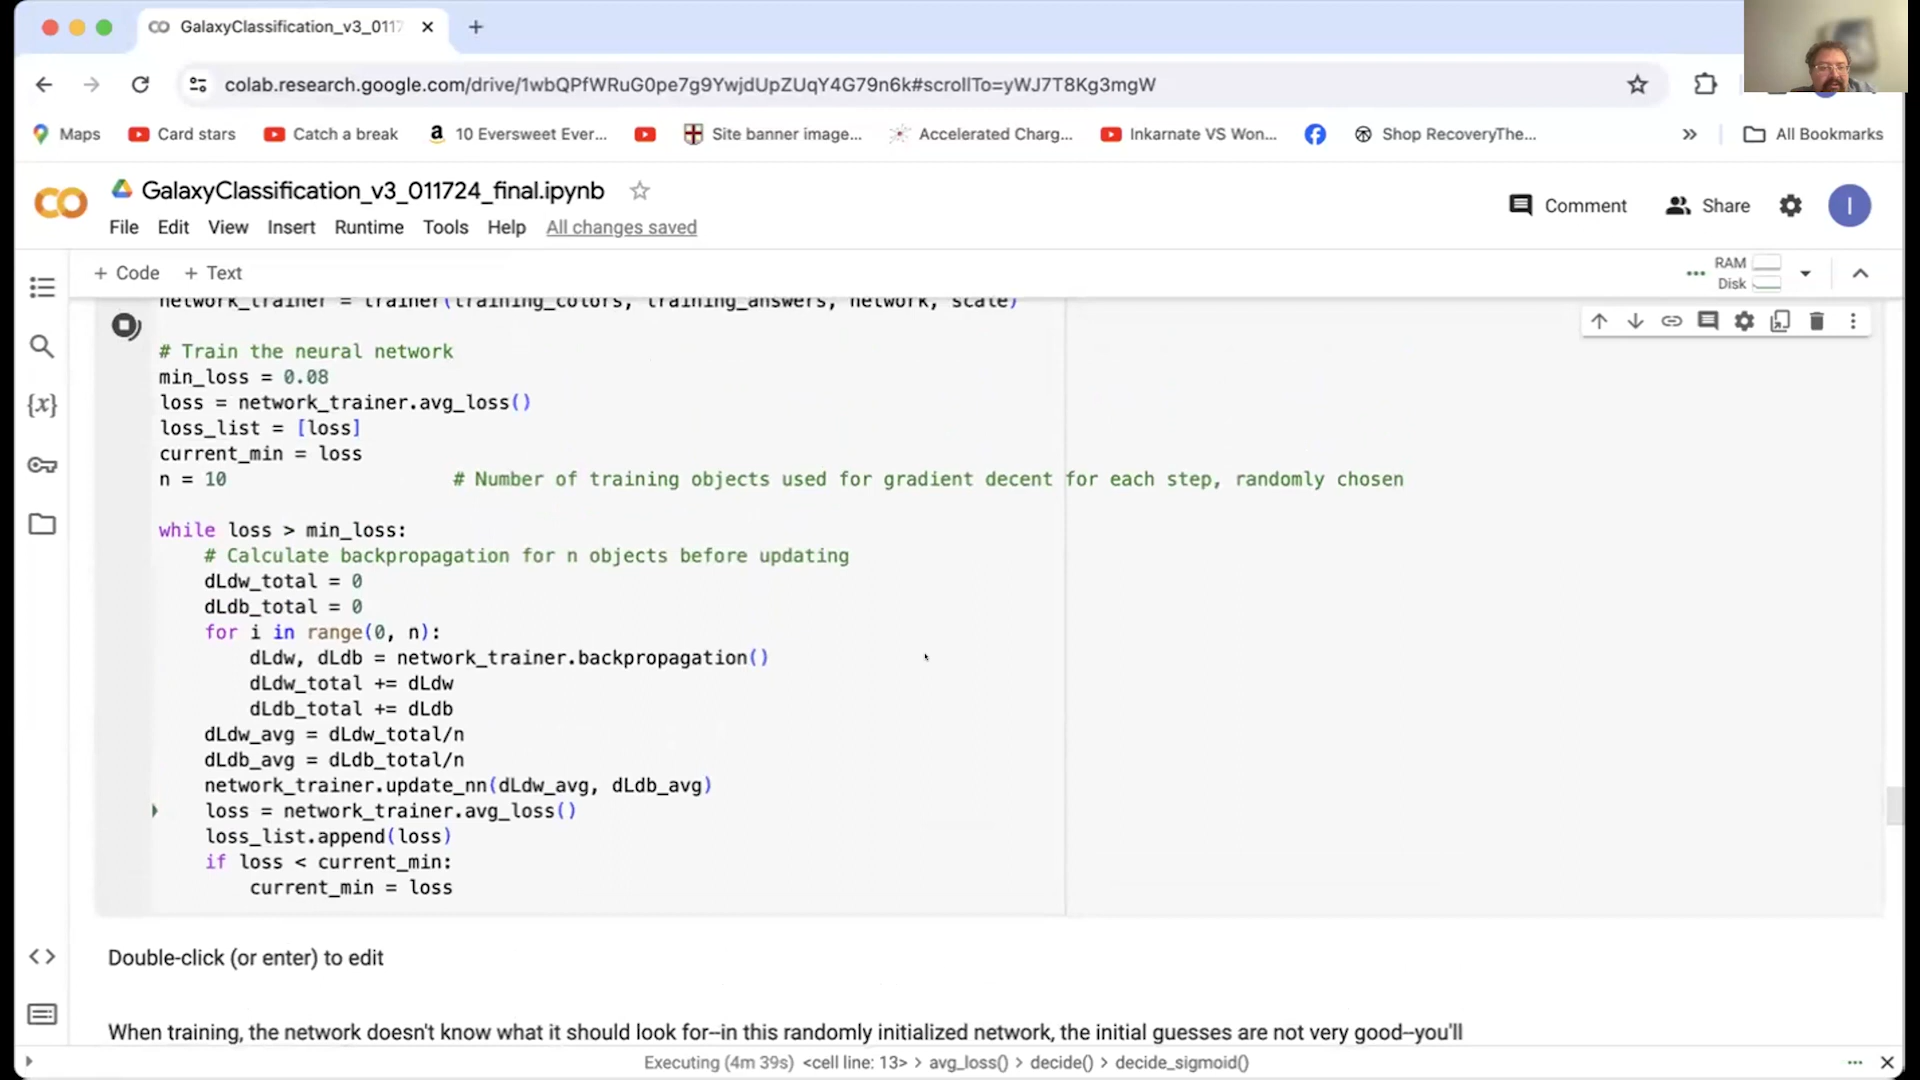 GalaxyClassification_v3_0117
colab.research.google.com/drive/1wbQPfWRuG0pe7g9YwjdUpZUqY4G79n6k#scrollTo=yWJ7T8Kg3mgW
Maps Card stars Catch a break 10 Eversweet Ever... Site banner image... Accelerated Charg... Inkarnate VS Won... Shop RecoveryThe... » All Bookmarks
GalaxyClassification_v3_011724_final.ipynb
Comment Share I
File Edit View Insert Runtime Tools Help All changes saved
+ Code + Text
RAM
Disk
network_trainer = trainer(training_colors, training_answers, network, scale)
# Train the neural network
min_loss = 0.08
loss = network_trainer.avg_loss()
loss_list = [loss]
current_min = loss
n = 10 # Number of training objects used for gradient decent for each step, randomly chosen
while loss > min_loss:
# Calculate backpropagation for n objects before updating
dLdw_total = 0
dLdb_total = 0
for i in range(0, n):
dLdw, dLdb = network_trainer.backpropagation()
dLdw_total += dLdw
dLdb_total += dLdb
dLdw_avg = dLdw_total/n
dLdb_avg = dLdb_total/n
network_trainer.update_nn(dLdw_avg, dLdb_avg)
loss = network_trainer.avg_loss()
loss_list.append(loss)
if loss < current_min:
current_min = loss
Double-click (or enter) to edit
When training, the network doesn't know what it should look for--in this randomly initialized network, the initial guesses are not very good--you'll
Executing (4m 39s) <cell line: 13> > avg_loss() > decide() > decide_sigmoid()